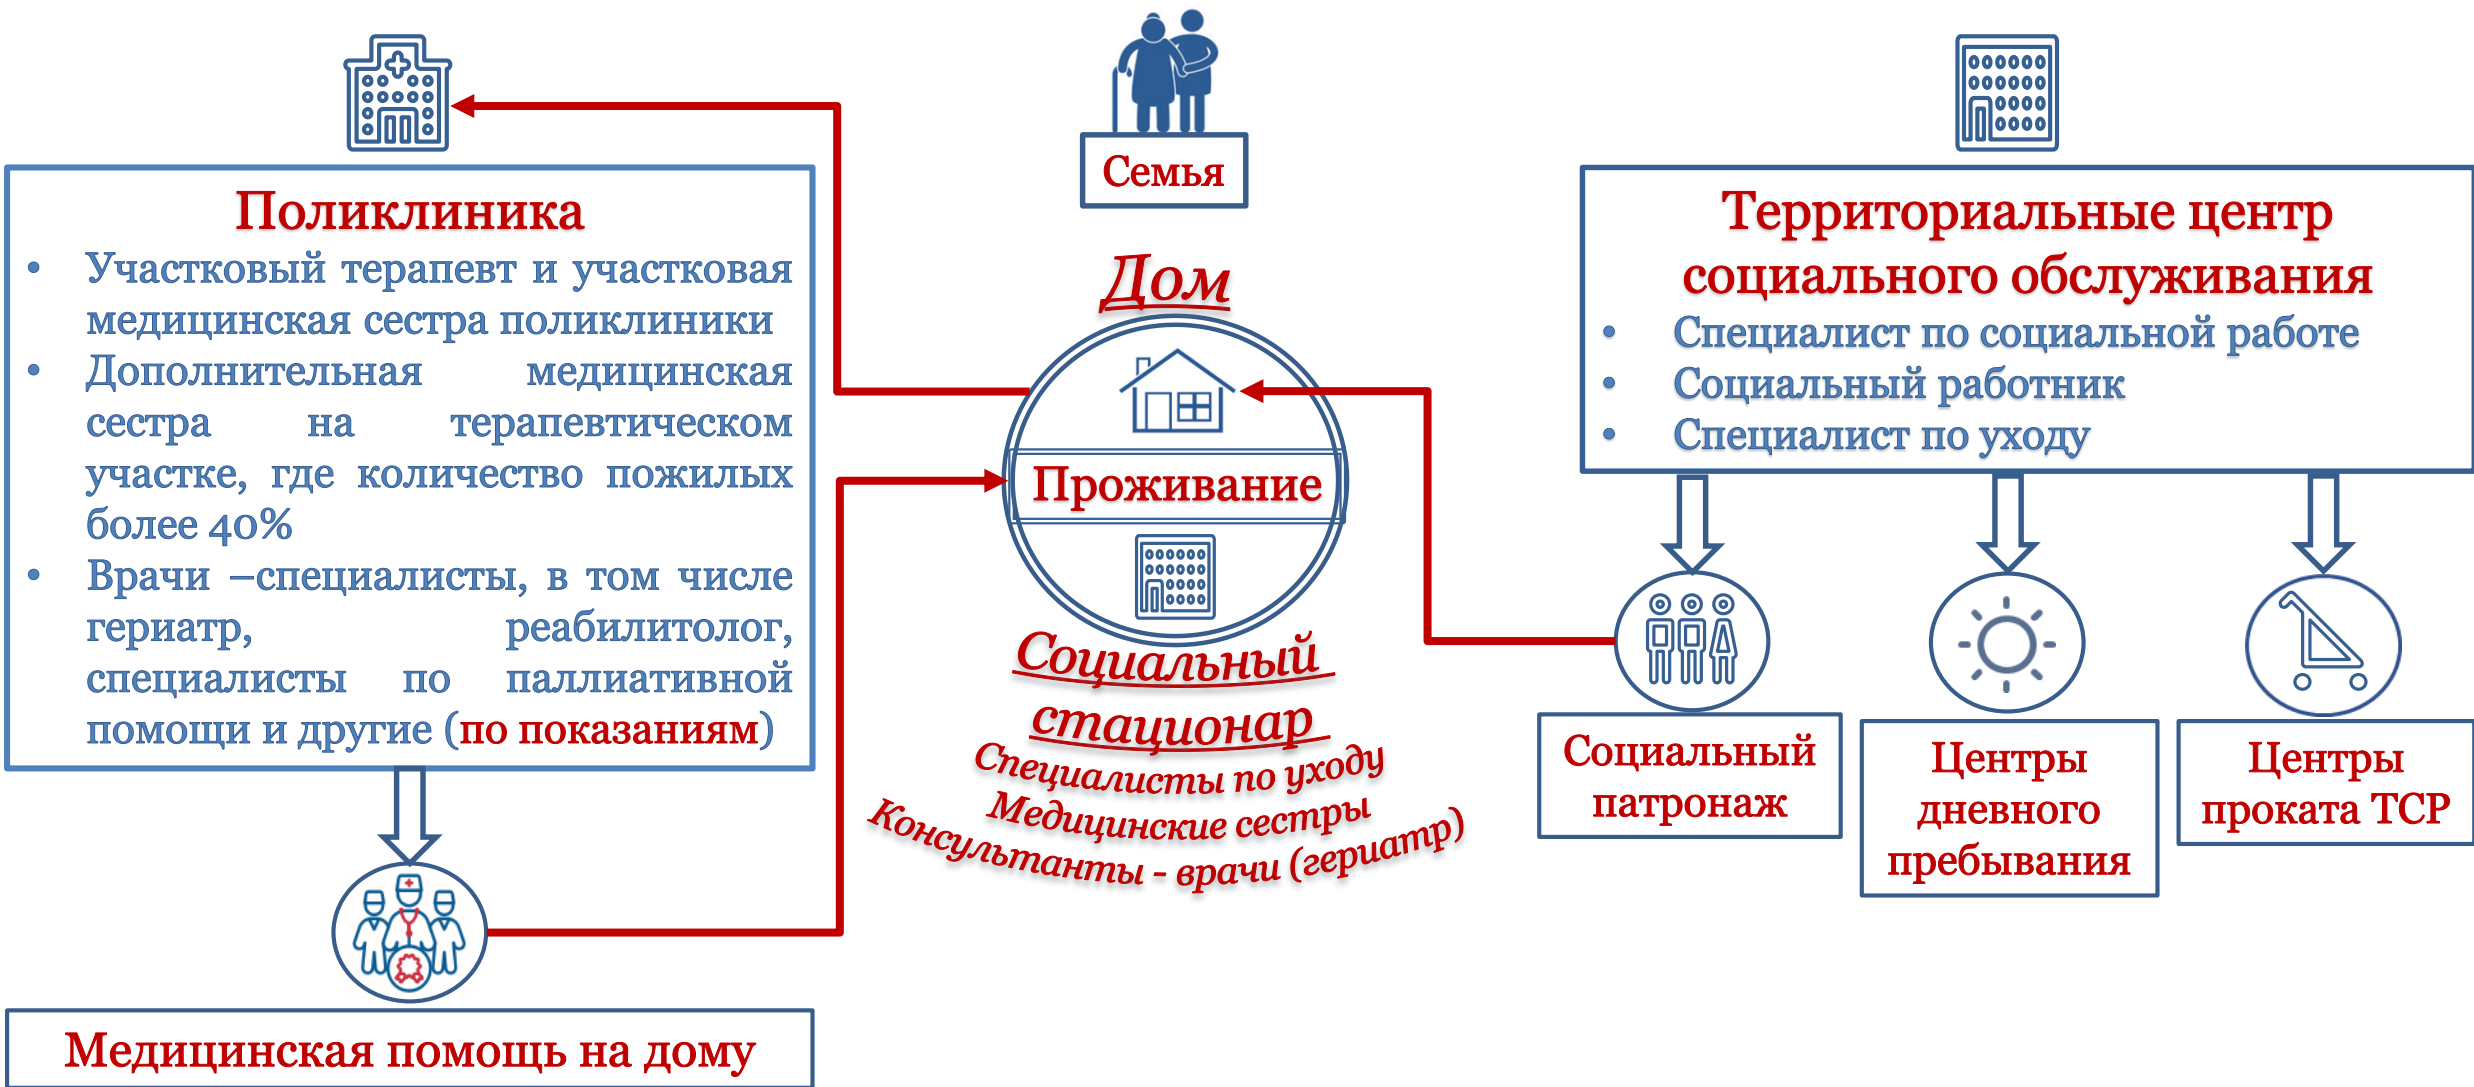 Семья
Поликлиника
• Участковый терапевт и участковая
медицинская сестра поликлиники
• Дополнительная медицинская
сестра на терапевтическом
участке, где количество пожилых
более 40%
• Врачи –специалисты, в том числе
гериатр, реабилитолог,
специалисты по паллиативной
помощи и другие (по показаниям)
Медицинская помощь на дому
Дом
Проживание
Социальный
стационар
Специалисты по уходу
Медицинские сестры
Консультанты - врачи (гериатр)
Территориальные центр
социального обслуживания
• Специалист по социальной работе
• Социальный работник
• Специалист по уходу
Социальный
патронаж
Центры
дневного
пребывания
Центры
проката ТСР